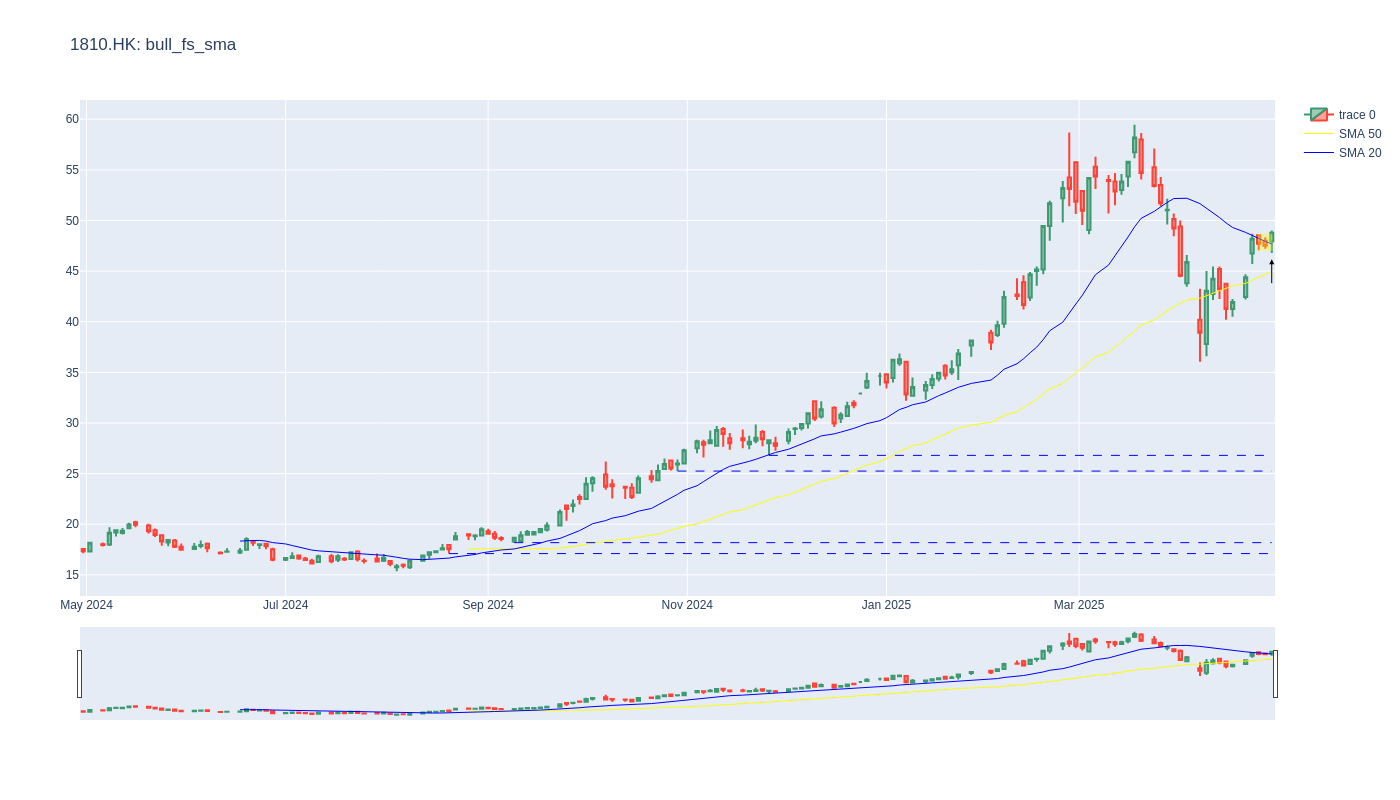 1810.HK: bull_fs_sma
trace 0
SMA 50
SMA 20
60
55
50
45
40
35
30
25
20
15
May 2024
Jul 2024
Sep 2024
Nov 2024
Jan 2025
Mar 2025